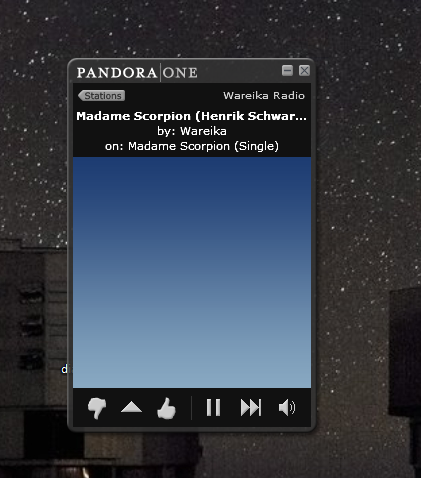 PANDORA|ONE
Stations
Wareika Radio
Madame Scorpion (Henrik Schwar...
by: Wareika
on: Madame Scorpion (Single)
d